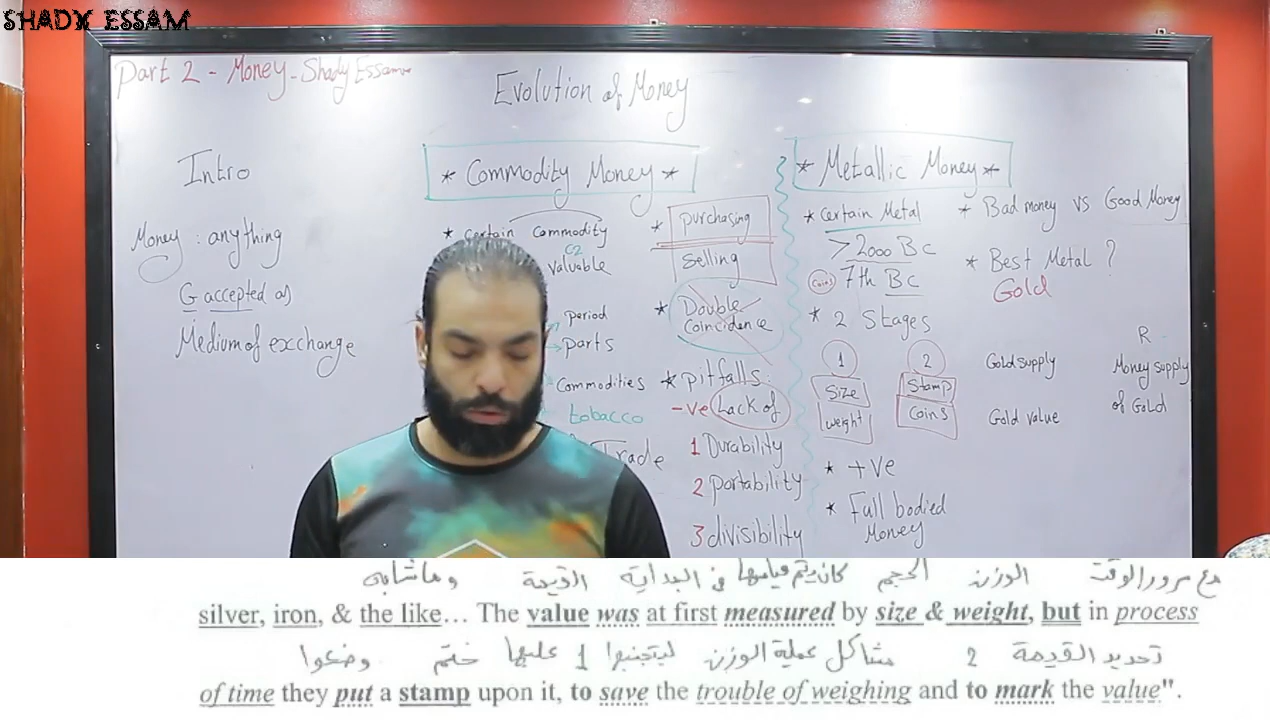 SHADY ESSAM
Part 2 - Money - Shady Essam
Evolution of Money
Intro
Money : anything
G accepted as
Medium of exchange
* Commodity Money *
* certain commodity
C2
valuable
period
parts
commodities
tobacco
Trade
* purchasing
selling
* Double
coincidence
* pitfalls:
-ve Lack of
1 Durability
2 portability
3 divisibility
* Metallic Money *
* certain Metal
> 2000 BC
coins 7th BC
* 2 Stages
1
size
weight
2
Stamp
coins
* +ve
* Full bodied
Money
* Bad money vs Good Money
* Best Metal ?
Gold
Gold supply
Gold value
R
Money supply
of Gold
مع مرور الوقت الوزن الحجم كان يتم قياسها في البداية القيمة وما شابه
silver, iron, & the like… The value was at first measured by size & weight, but in process
تحديد القيمة 2 مشاكل عملية الوزن ليتجنبوا 1 عليها ختم وضعوا
of time they put a stamp upon it, to save the trouble of weighing and to mark the value".